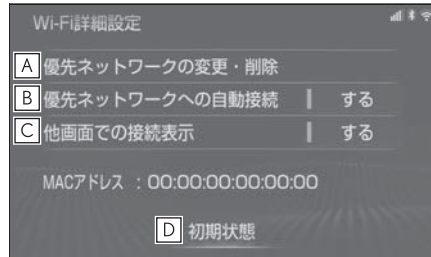 Wi-Fi詳細設定
A 優先ネットワークの変更・削除
B 優先ネットワークへの自動接続 する
C 他画面での接続表示 する
MACアドレス：00:00:00:00:00:00
D 初期状態